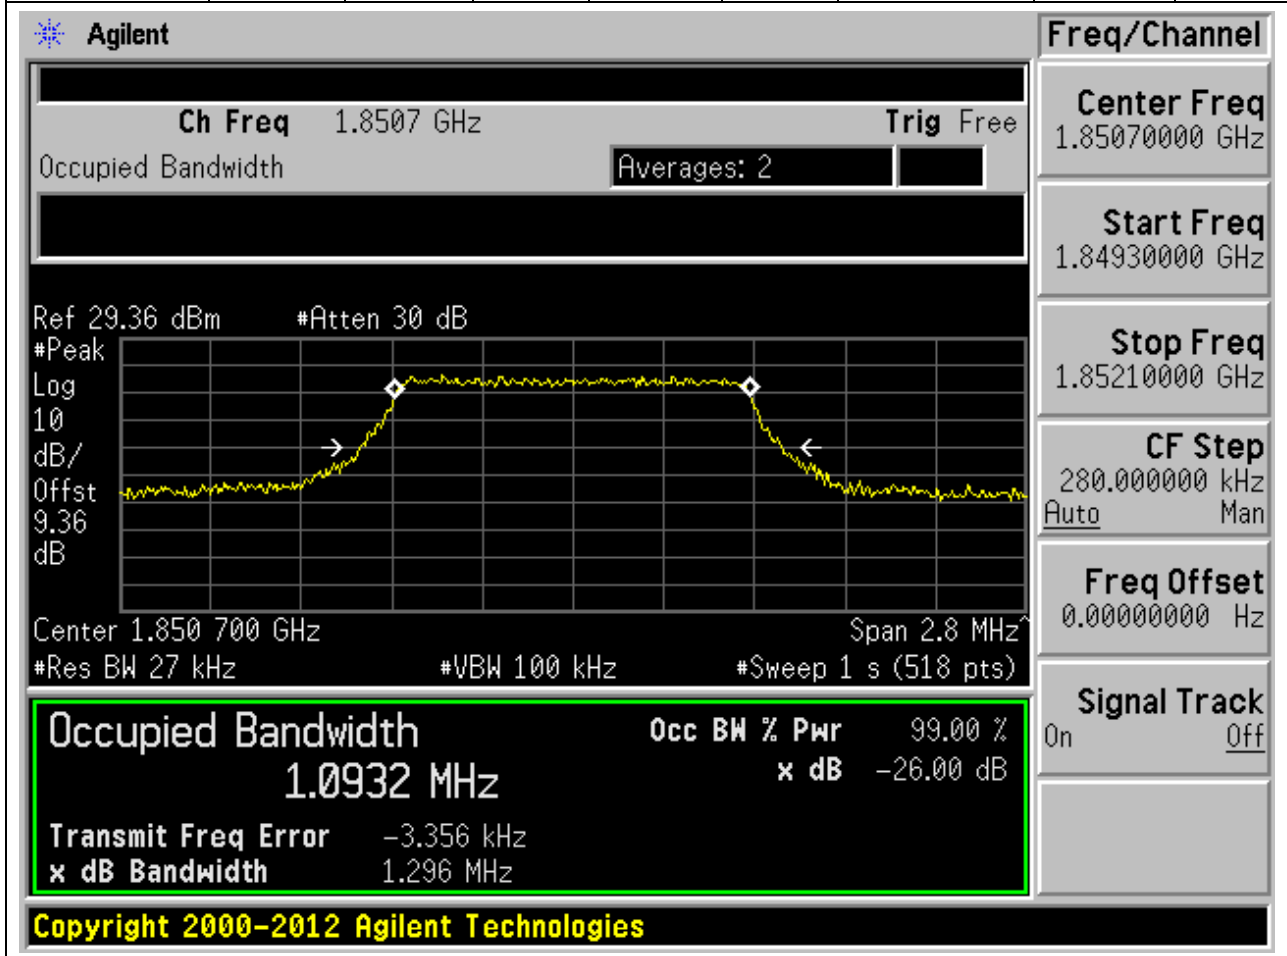 Agilent
Freq/Channel
Ch Freq 1.8507 GHz Trig Free
Occupied Bandwidth Averages: 2
Center Freq
1.85070000 GHz
Start Freq
1.84930000 GHz
Stop Freq
1.85210000 GHz
CF Step
280.000000 kHz
Auto Man
Freq Offset
0.00000000 Hz
Signal Track
On Off
Ref 29.36 dBm #Atten 30 dB
#Peak
Log
10
dB/
Offst
9.36
dB
Center 1.850 700 GHz Span 2.8 MHz^
#Res BW 27 kHz #VBW 100 kHz #Sweep 1 s (518 pts)
Occupied Bandwidth Occ BW % Pwr 99.00 %
1.0932 MHz x dB -26.00 dB
Transmit Freq Error -3.356 kHz
x dB Bandwidth 1.296 MHz
Copyright 2000-2012 Agilent Technologies